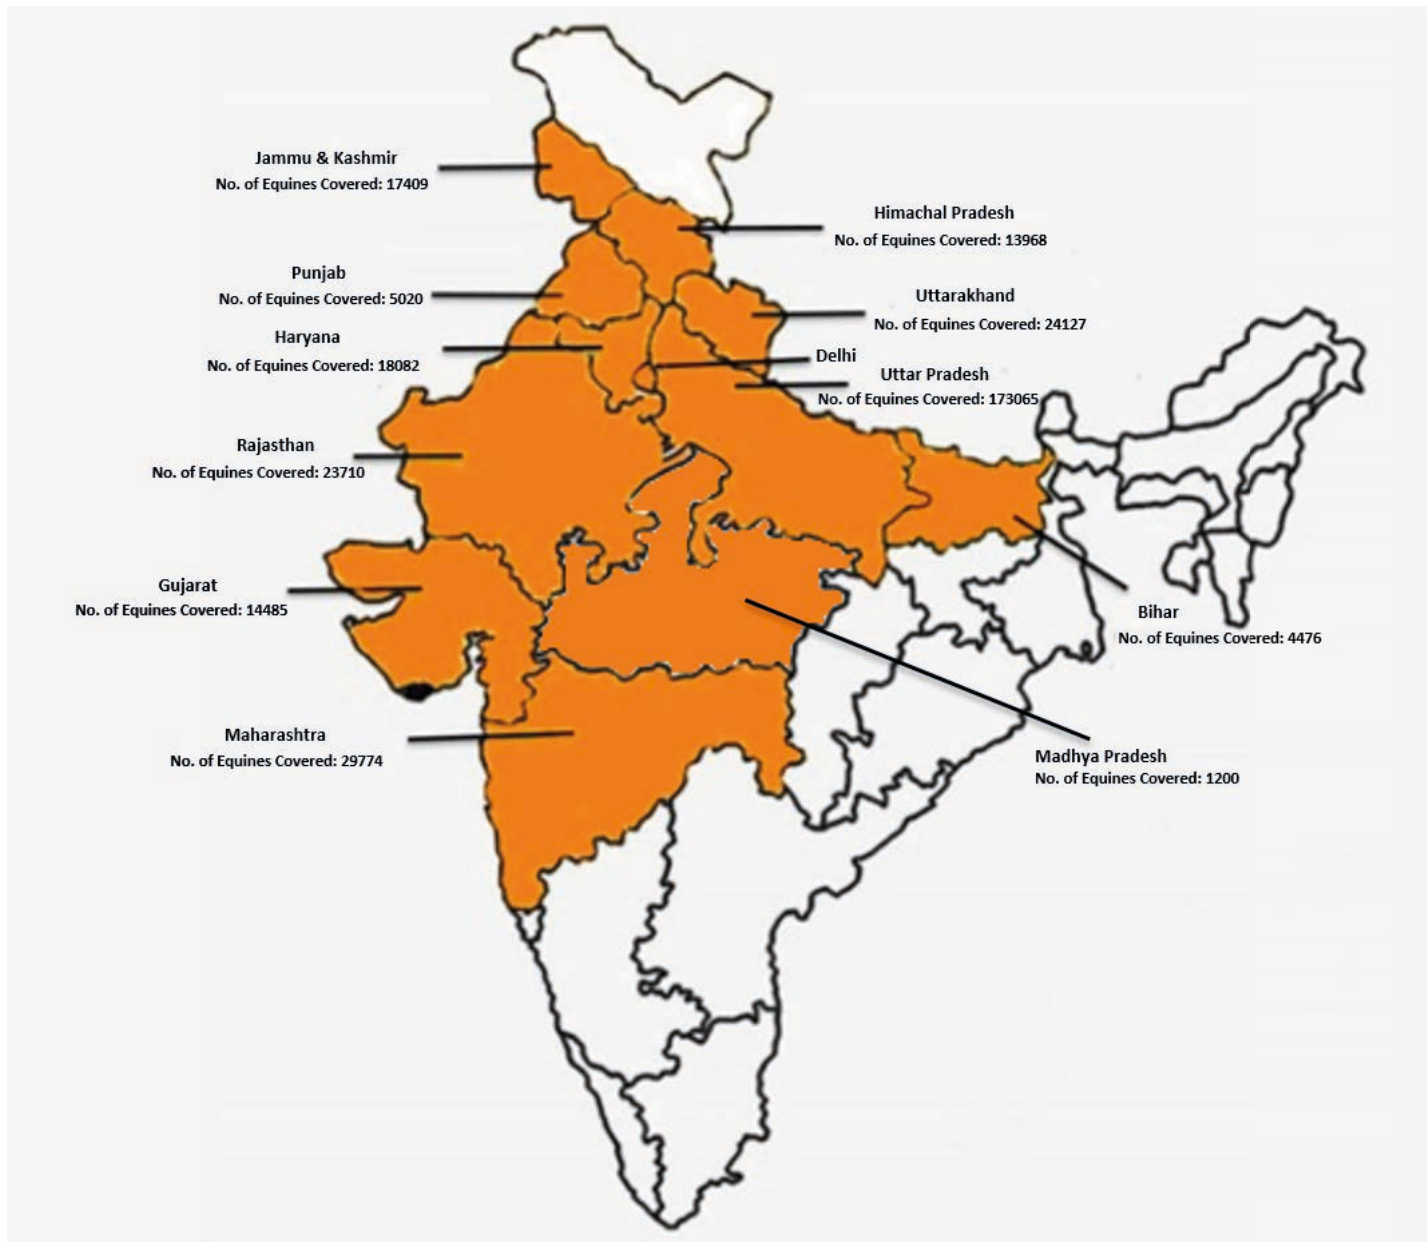 Jammu & Kashmir
No. of Equines Covered: 17409
Himachal Pradesh
No. of Equines Covered: 13968
Punjab
No. of Equines Covered: 5020
Uttarakhand
No. of Equines Covered: 24127
Haryana
No. of Equines Covered: 18082
Delhi
Uttar Pradesh
No. of Equines Covered: 173065
Rajasthan
No. of Equines Covered: 23710
Gujarat
No. of Equines Covered: 14485
Bihar
No. of Equines Covered: 4476
Maharashtra
No. of Equines Covered: 29774
Madhya Pradesh
No. of Equines Covered: 1200